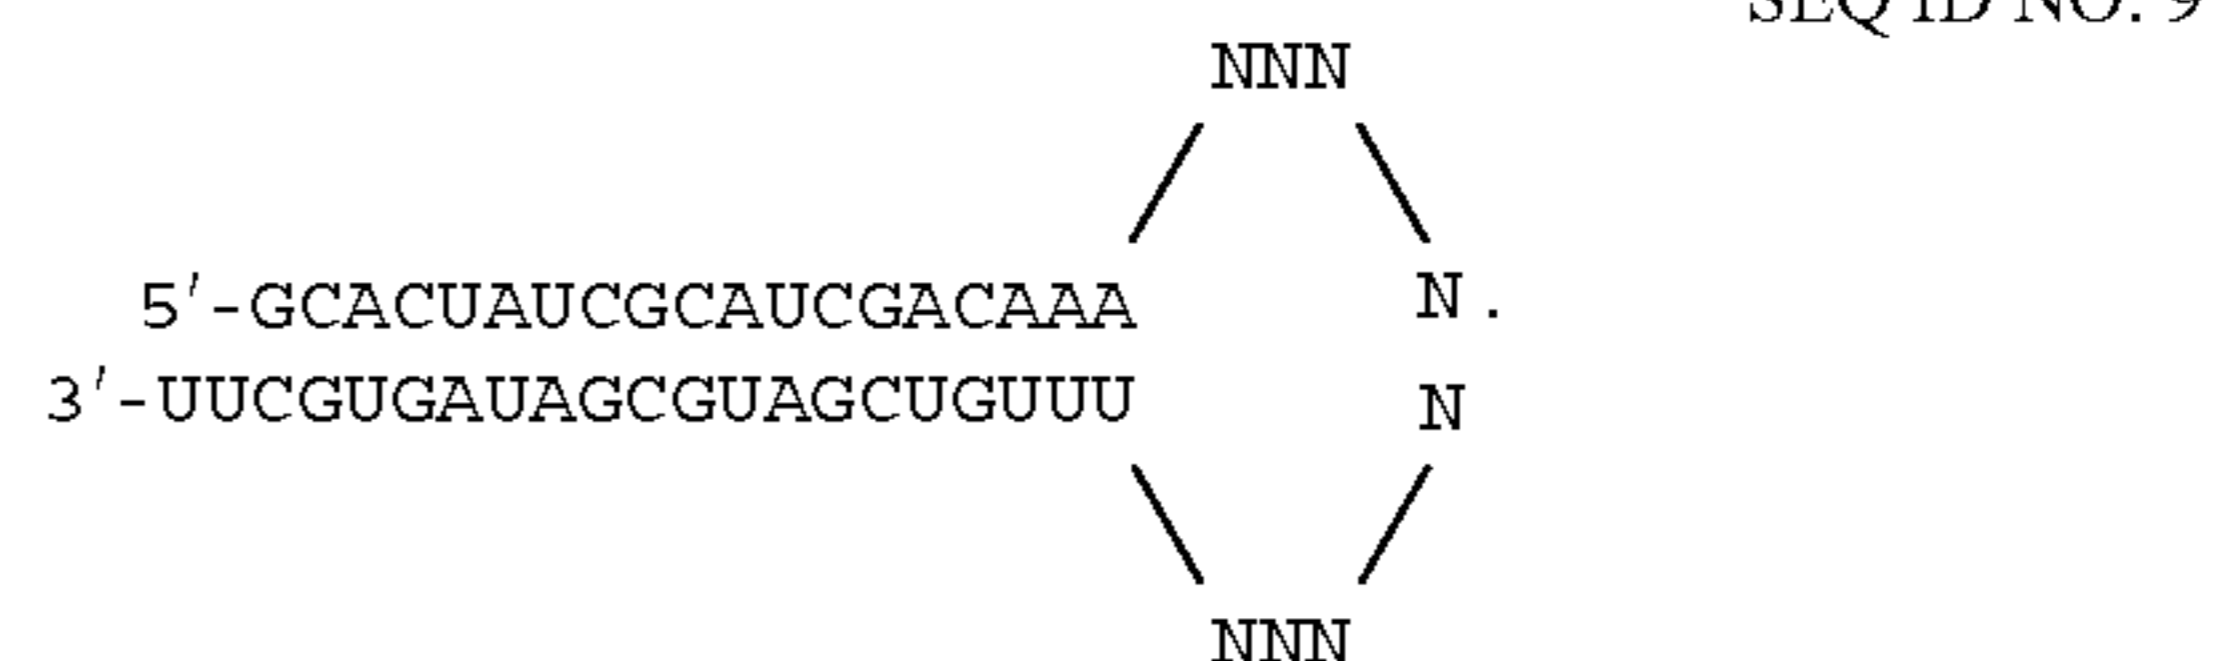 SEQ ID NO. 9
NNN
5'-GCACUAUCGCAUCGACAAA N.
3'-UUCGUGAUAGCGUAGCUGUUU N
NNN